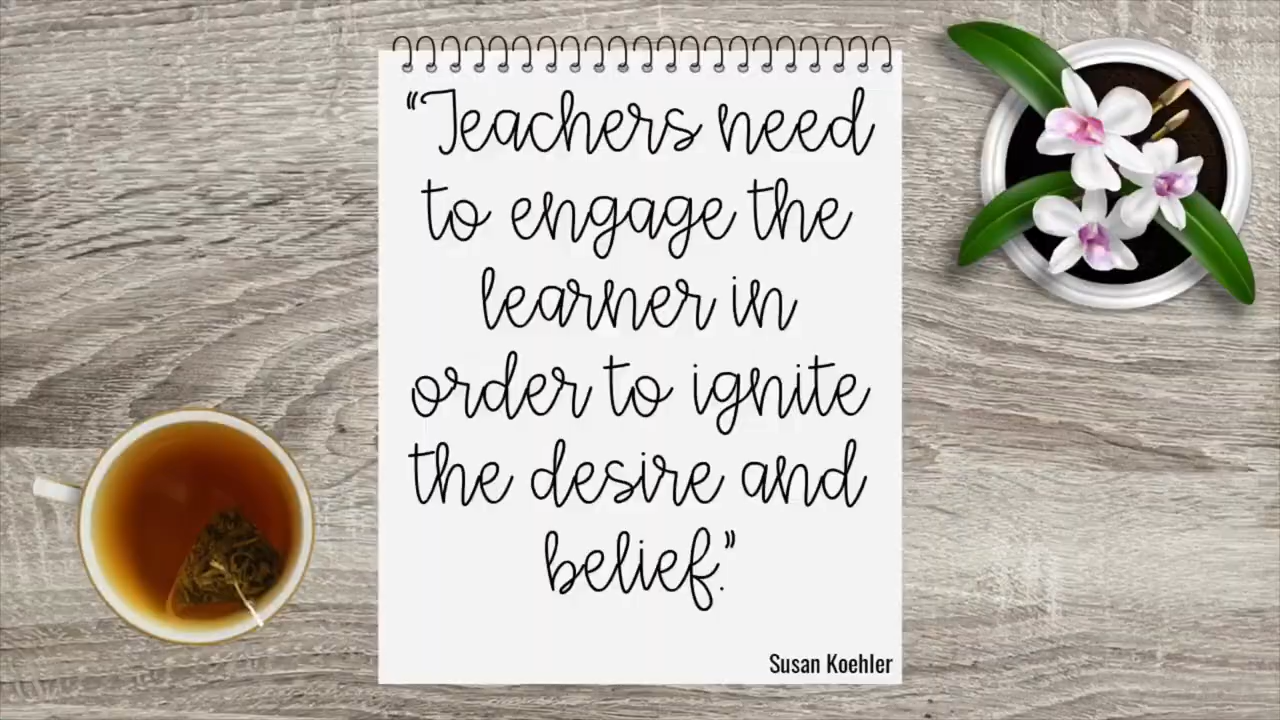 “Teachers need
to engage the
learner in
order to ignite
the desire and
belief.”
Susan Koehler